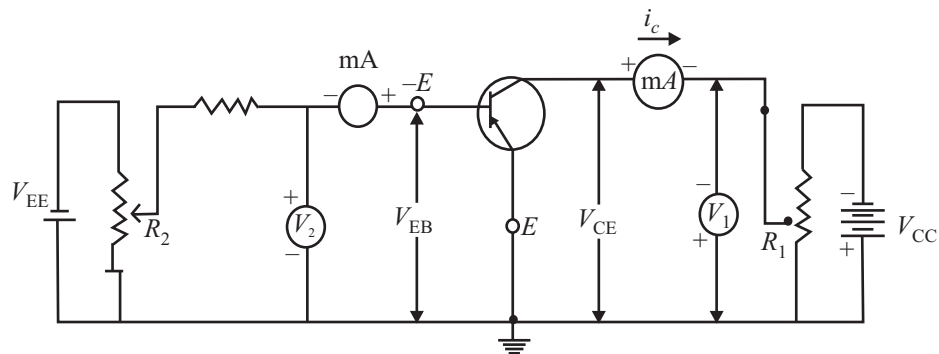 i_c
mA
− + −E
+ mA −
V_EE
R_2
+
V_2
−
V_EB
E
V_CE
−
V_1
+
R_1
−
+
V_CC